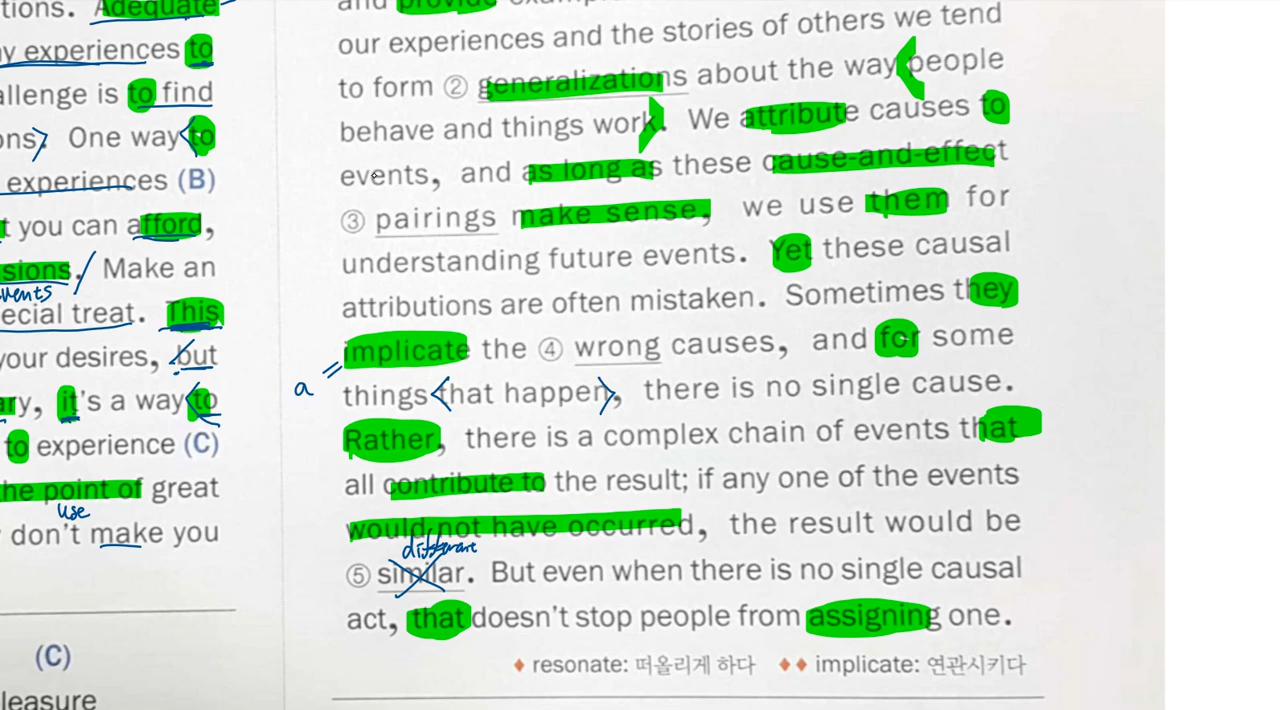 tions. Adequate
y experiences to
allenge is to find
ons> One way <to
experiences (B)
t you can afford,
sions. / Make an
vents
ecial treat. This
your desires, but
ary, it's a way <to
to experience (C)
he point of great
use
don't make you
(C)
leasure
and provide
our experiences and the stories of others we tend
to form ② generalizations about the way people
behave and things work. We attribute causes to
events, and as long as these cause-and-effect
③ pairings make sense, we use them for
understanding future events. Yet these causal
attributions are often mistaken. Sometimes they
implicate the ④ wrong causes, and for some
a = things <that happen>, there is no single cause.
Rather, there is a complex chain of events that
all contribute to the result; if any one of the events
would not have occurred, the result would be
different
⑤ similar. But even when there is no single causal
act, that doesn't stop people from assigning one.
♦ resonate: 떠올리게 하다 ♦♦ implicate: 연관시키다